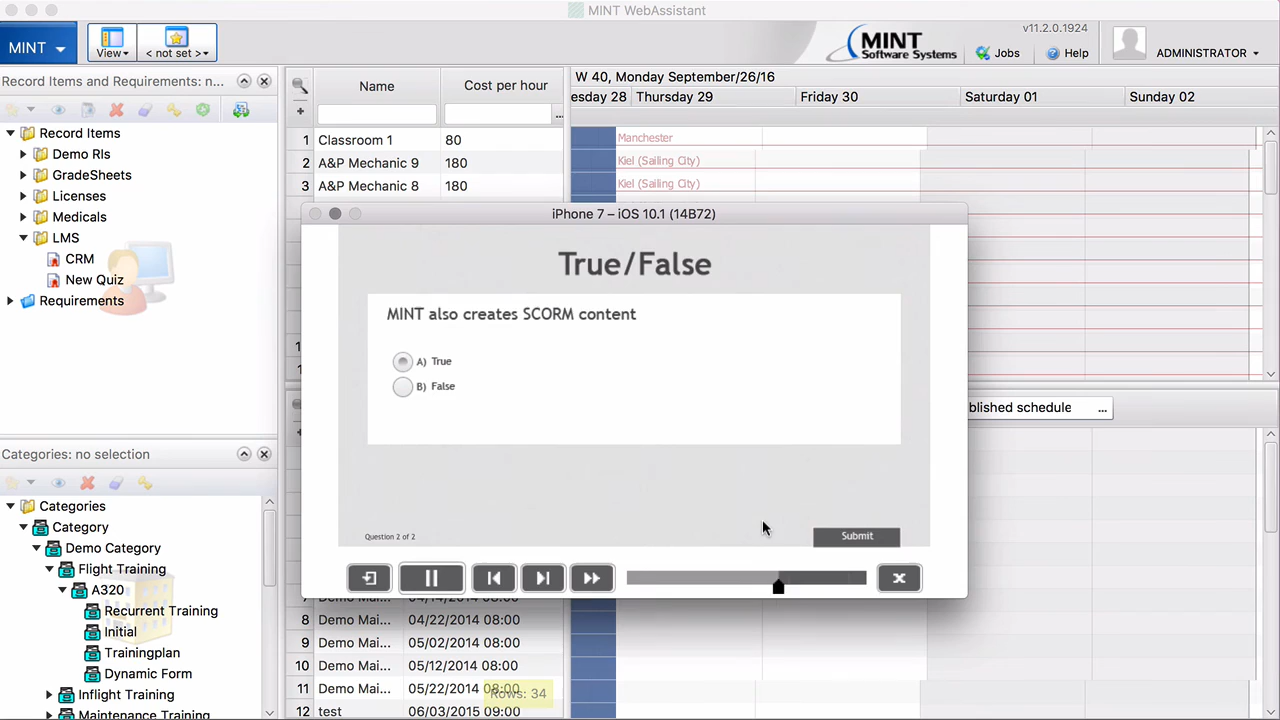 MINT WebAssistant
MINT
View
< not set >
MINT
Software Systems
v11.2.0.1924
Jobs
Help
ADMINISTRATOR
Record Items and Requirements: n...
Record Items
Demo RIs
GradeSheets
Licenses
Medicals
LMS
CRM
New Quiz
Requirements
Name
Cost per hour
...
1 Classroom 1 80
2 A&P Mechanic 9 180
3 A&P Mechanic 8 180
W 40, Monday September/26/16
esday 28 Thursday 29 Friday 30 Saturday 01 Sunday 02
Manchester
Kiel (Sailing City)
Kiel (Sailing City)
iPhone 7 – iOS 10.1 (14B72)
True/False
MINT also creates SCORM content
A) True
B) False
Question 2 of 2
Submit
blished schedule
...
Categories: no selection
Categories
Category
Demo Category
Flight Training
A320
Recurrent Training
Initial
Trainingplan
Dynamic Form
Inflight Training
Maintenance Training
8 Demo Mai... 04/22/2014 08:00
9 Demo Mai... 05/02/2014 08:00
10 Demo Mai... 05/12/2014 08:00
11 Demo Mai... 05/22/2014 08:00
Rows: 34
12 test 06/03/2015 09:00